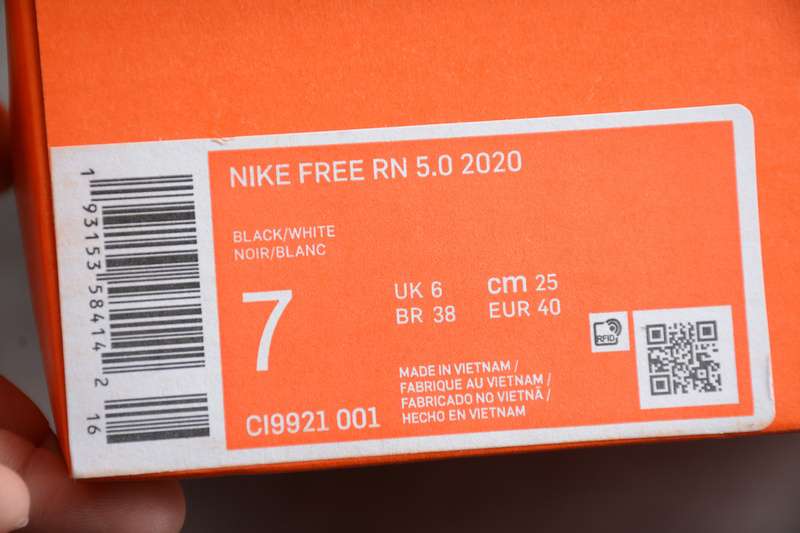 NIKE FREE RN 5.0 2020
BLACK/WHITE
NOIR/BLANC
7
UK 6
BR 38
cm 25
EUR 40
RFID
MADE IN VIETNAM /
FABRIQUE AU VIETNAM /
FABRICADO NO VIETNÃ /
HECHO EN VIETNAM
CI9921 001
1 93153 58414 2 16